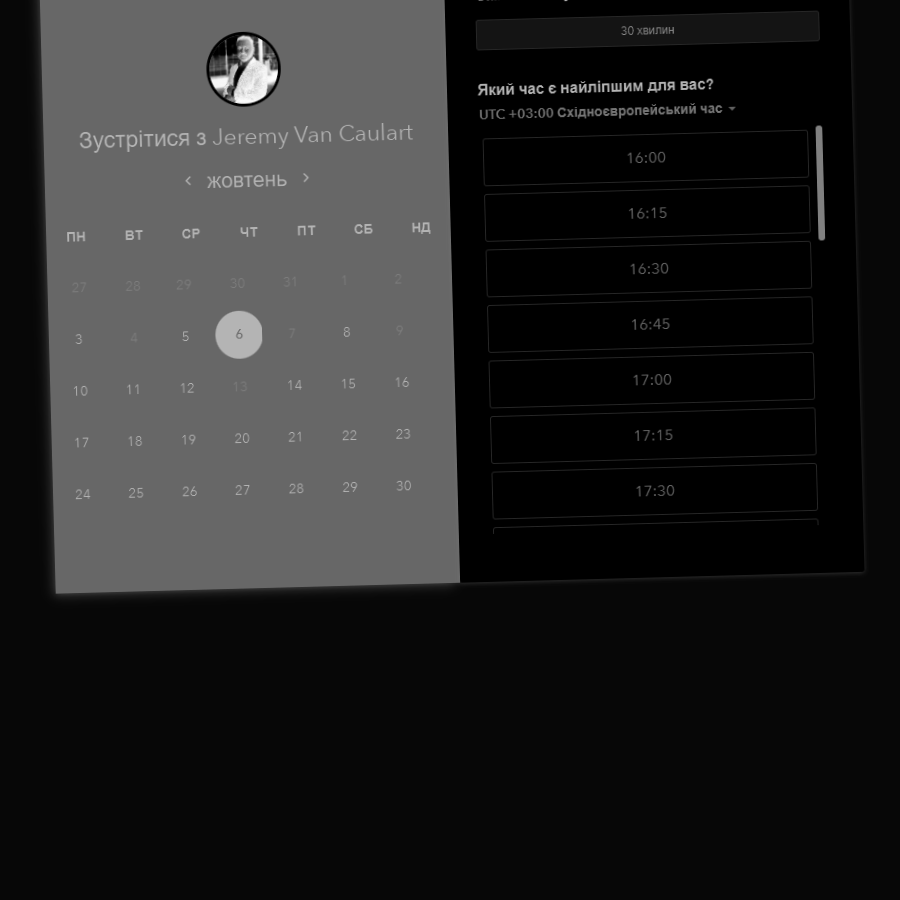 Зустрітися з Jeremy Van Caulart
жовтень
ПН ВТ СР ЧТ ПТ СБ НД
27 28 29 30 31 1 2
3 4 5 6 7 8 9
10 11 12 13 14 15 16
17 18 19 20 21 22 23
24 25 26 27 28 29 30
30 хвилин
Який час є найліпшим для вас?
UTC +03:00 Східноєвропейський час
16:00
16:15
16:30
16:45
17:00
17:15
17:30